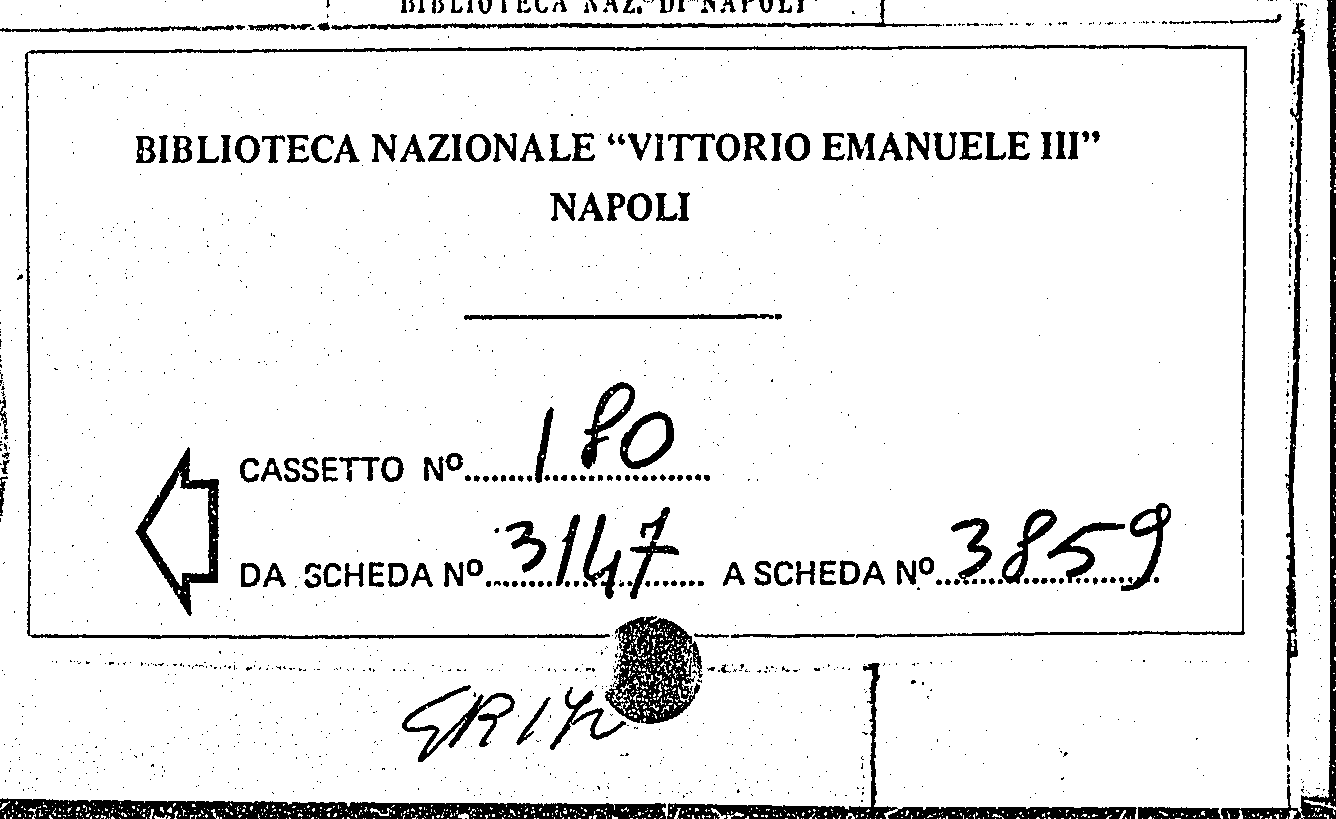 BIBLIOTECA NAZ. DI NAPOLI
BIBLIOTECA NAZIONALE “VITTORIO EMANUELE III”
NAPOLI
CASSETTO Nº 180
DA SCHEDA Nº 3147 A SCHEDA Nº 3859